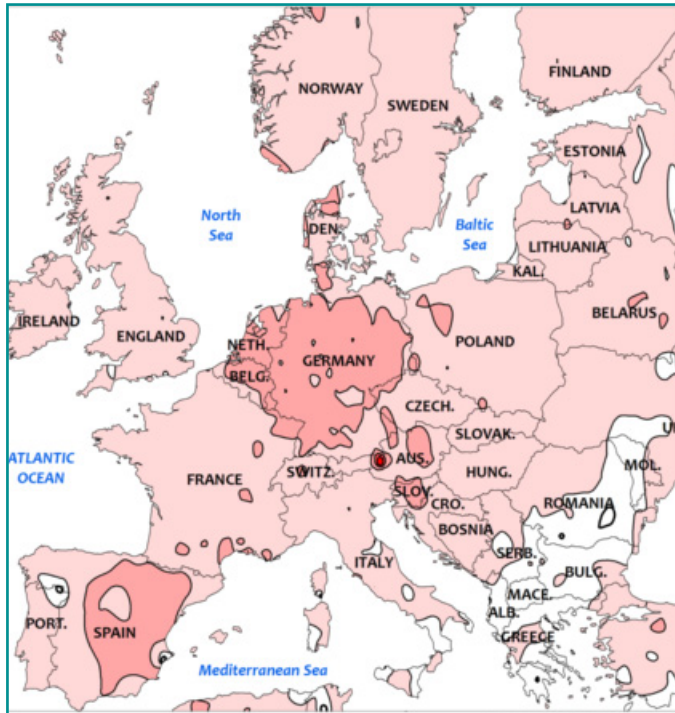 FINLAND
NORWAY
SWEDEN
ESTONIA
North
Sea
LATVIA
Baltic
Sea
DEN.
LITHUANIA
KAL.
IRELAND
ENGLAND
BELARUS
NETH.
GERMANY
POLAND
BELG.
CZECH.
U
SLOVAK.
ATLANTIC
OCEAN
FRANCE
SWITZ.
AUS.
HUNG.
MOL.
SLOV.
CRO.
ROMANIA
BOSNIA
SERB.
ITALY
BULG.
MACE.
ALB.
PORT.
SPAIN
GREECE
Mediterranean Sea